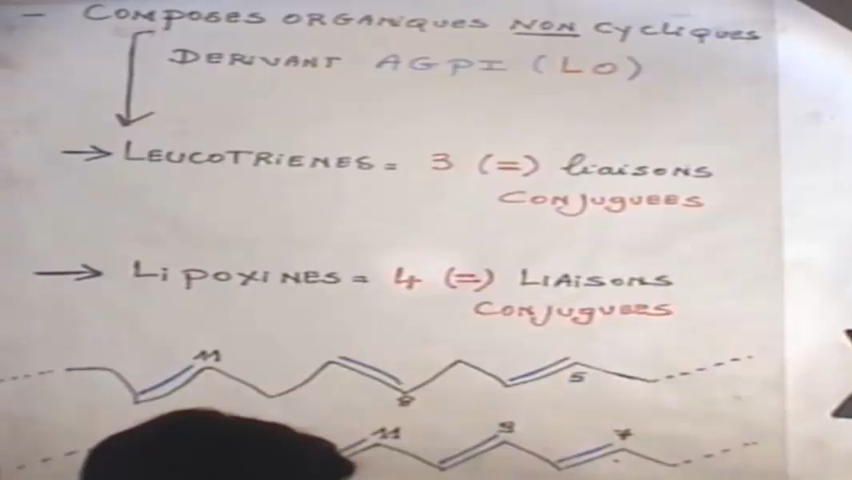 - COMPOSES ORGANIQUES NON CYCLIQUES
DERIVANT AGPI (LO)
→ LEUCOTRIENES = 3 (=) liaisons
CONJUGUEES
→ LiPOXINES = 4 (=) LIAISONS
CONJUGUEES
11
8
5
11
9
7